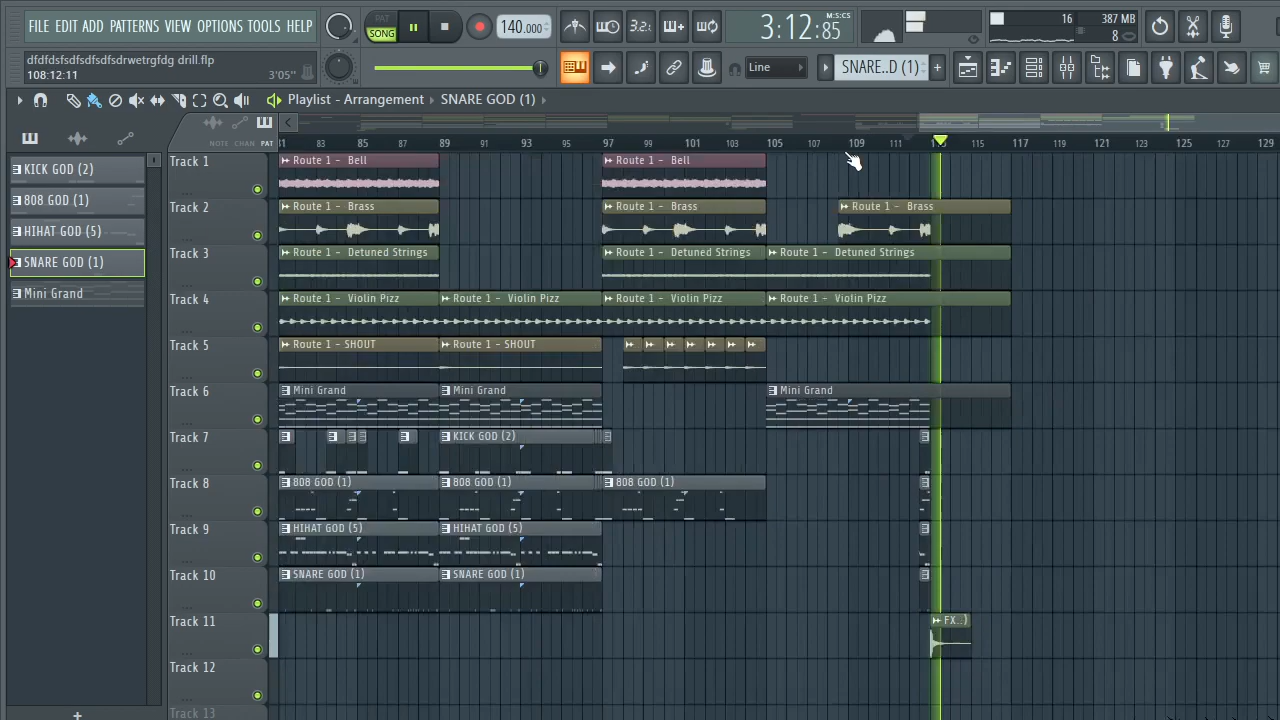 FILE EDIT ADD PATTERNS VIEW OPTIONS TOOLS HELP
PAT
SONG
140.000
3.2.
3:12:85
M:S:CS
16
387 MB
8
dfdfdsfsdfsdfsdfsdrwetrgfdg drill.flp
108:12:11
3'05"
Line
SNARE..D (1)
Playlist - Arrangement
SNARE GOD (1)
NOTE CHAN PAT
81 83 85 87 89 91 93 95 97 99 101 103 105 107 109 111 115 117 119 121 123 125 127 129
KICK GOD (2)
808 GOD (1)
HIHAT GOD (5)
SNARE GOD (1)
Mini Grand
Track 1
Route 1 - Bell
Route 1 - Bell
Track 2
Route 1 - Brass
Route 1 - Brass
Route 1 - Brass
Track 3
Route 1 - Detuned Strings
Route 1 - Detuned Strings
Route 1 - Detuned Strings
Track 4
Route 1 - Violin Pizz
Route 1 - Violin Pizz
Route 1 - Violin Pizz
Route 1 - Violin Pizz
Track 5
Route 1 - SHOUT
Route 1 - SHOUT
Track 6
Mini Grand
Mini Grand
Mini Grand
Track 7
KICK GOD (2)
Track 8
808 GOD (1)
808 GOD (1)
808 GOD (1)
Track 9
HIHAT GOD (5)
HIHAT GOD (5)
Track 10
SNARE GOD (1)
SNARE GOD (1)
Track 11
FX..)
Track 12
Track 13